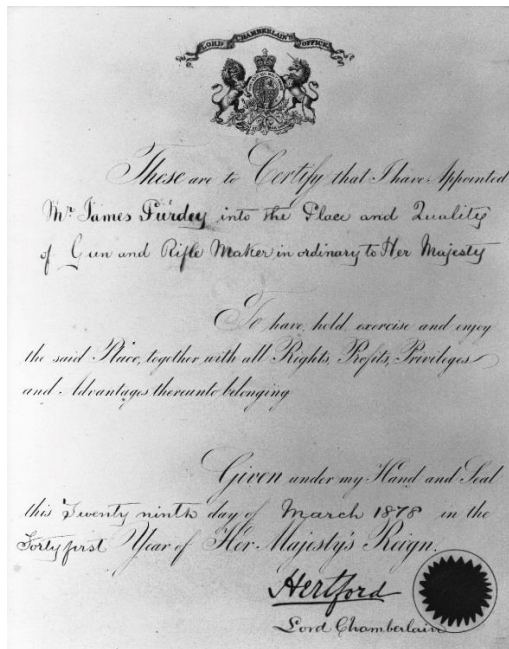 LORD CHAMBERLAIN'S OFFICE
These are to Certify that I have Appointed
Mr. James Purdey into the Place and Quality
of Gun and Rifle Maker in ordinary to Her Majesty
To have, hold, exercise and enjoy
the said Place, together with all Rights, Profits, Privileges
and Advantages thereunto belonging
Given under my Hand and Seal
this Twenty ninth day of March 1878 in the
Forty first Year of Her Majesty's Reign.
Hertford
Lord Chamberlain